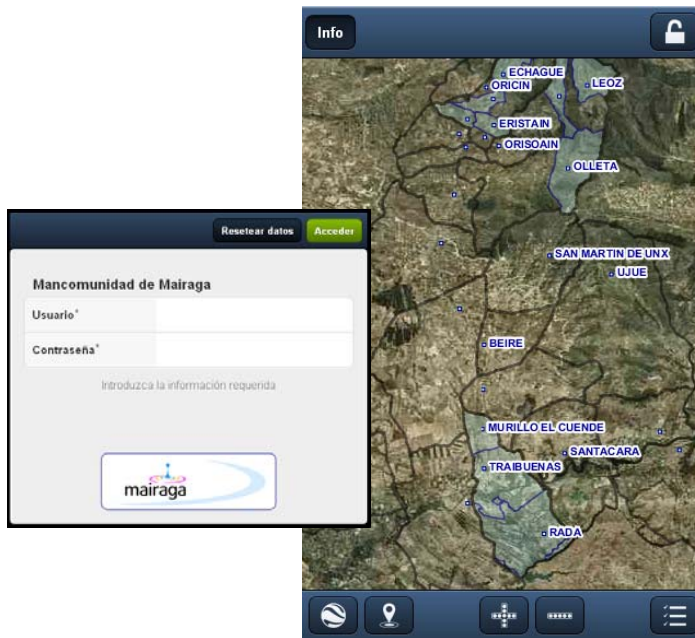 Info
ECHAGUE
ORICIN
LEOZ
ERISTAIN
ORISOAIN
OLLETA
Resetear datos
Acceder
Mancomunidad de Mairaga
Usuario*
Contraseña*
Introduzca la información requerida
mairaga
SAN MARTIN DE UNX
UJUE
BEIRE
MURILLO EL CUENDE
SANTACARA
TRAIBUENAS
RADA